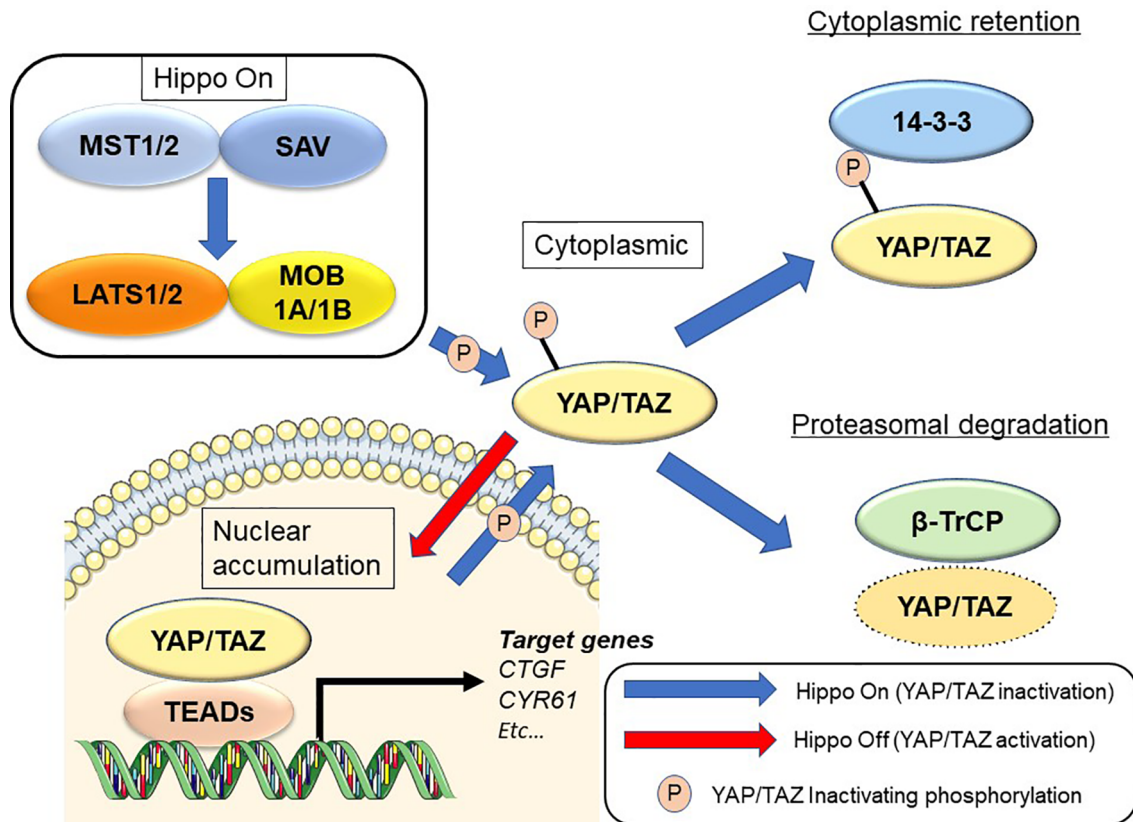 Cytoplasmic retention
Hippo On
MST1/2
SAV
14-3-3
P
YAP/TAZ
LATS1/2
MOB
1A/1B
Cytoplasmic
P
P
YAP/TAZ
Proteasomal degradation
β-TrCP
YAP/TAZ
Nuclear
accumulation
P
YAP/TAZ
TEADs
Target genes
CTGF
CYR61
Etc...
Hippo On (YAP/TAZ inactivation)
Hippo Off (YAP/TAZ activation)
P
YAP/TAZ Inactivating phosphorylation